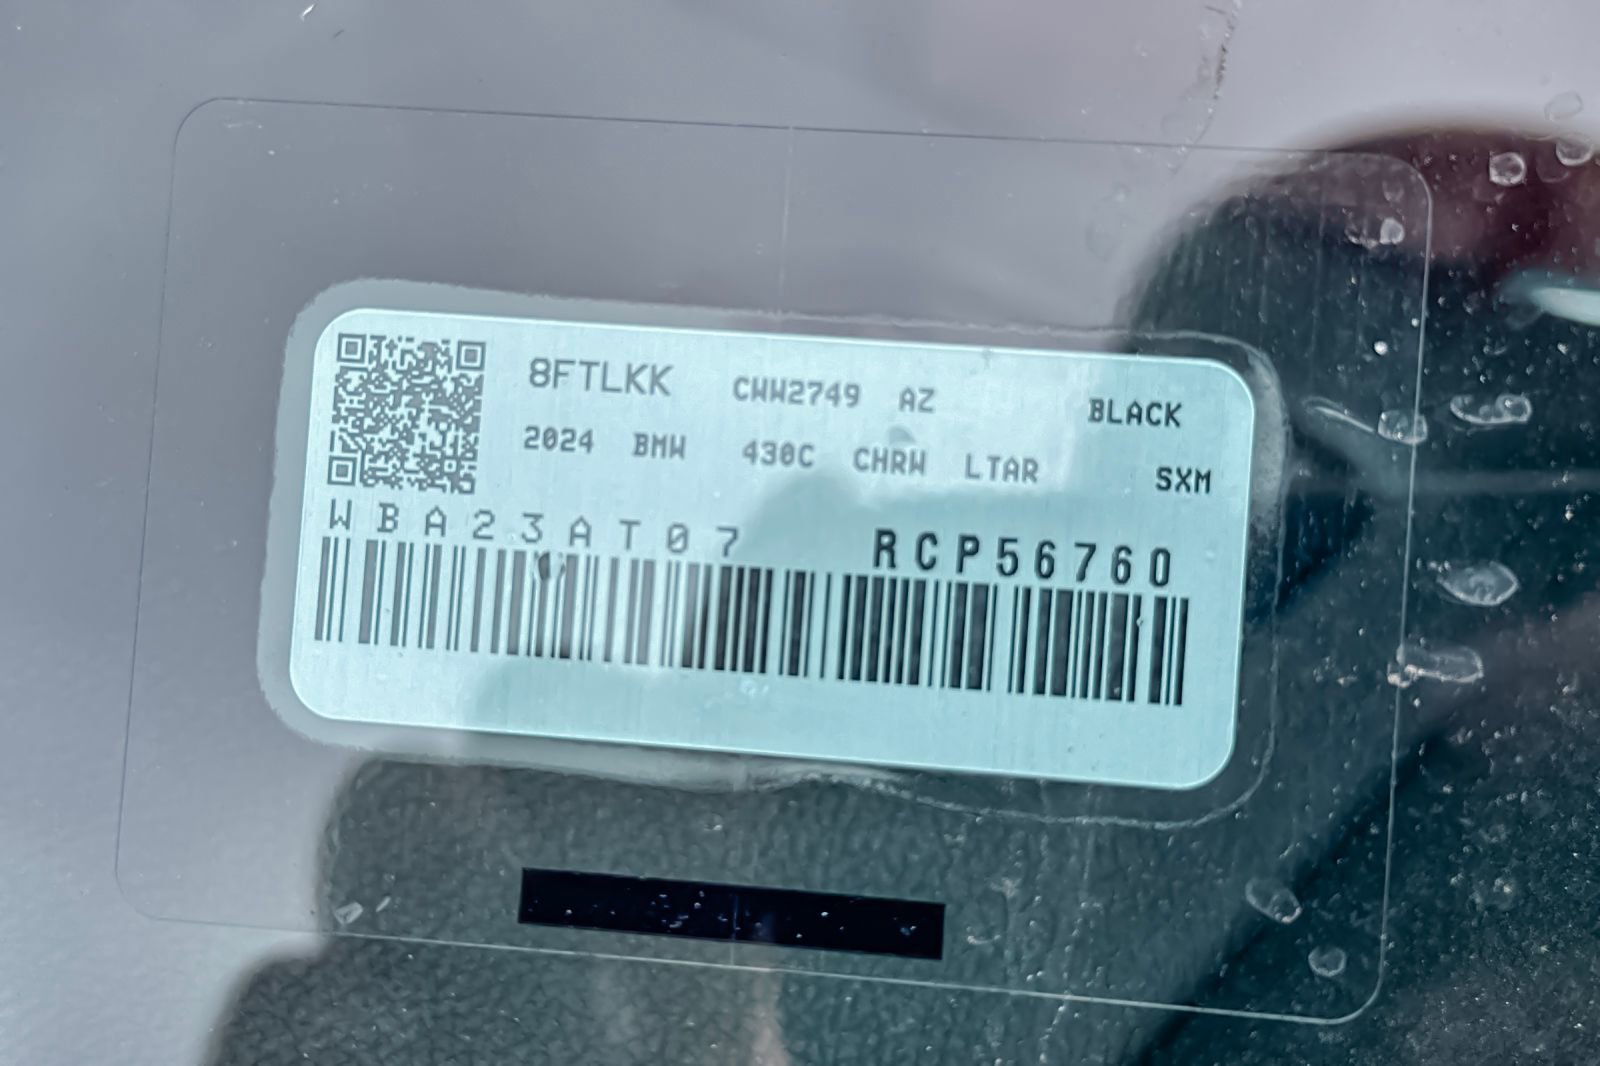 8FTLKK CWW2749 AZ BLACK
2024 BMW 430C CHRW LTAR SXM
WBA23AT07 RCP56760